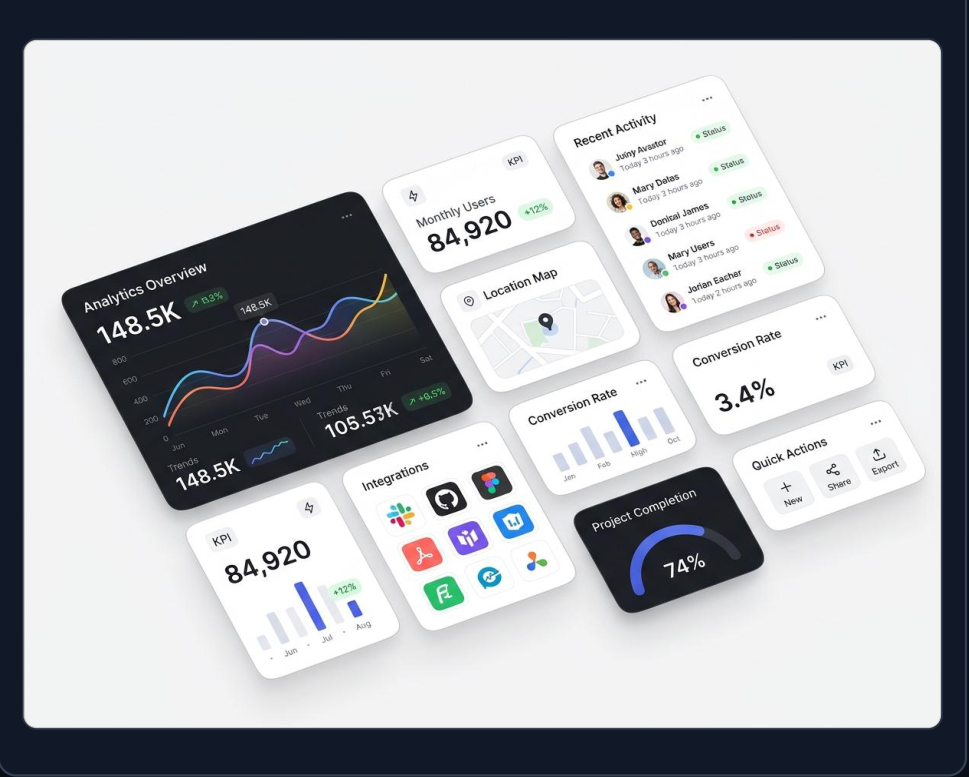 Analytics Overview
148.5K
148.5K
800
600
400
200
0
Jun
Mon
Tue
Wed
Thu
Fri
Sat
Trends
148.5K
Trends
105.53K
+0.5%
KPI
Monthly Users
84,920
+12%
Location Map
Recent Activity
Juiny Avastor
Today 3 hours ago
Status
Mary Dalas
Today 3 hours ago
Status
Donical James
Today 3 hours ago
Status
Mary Users
Today 3 hours ago
Status
Jorian Eacher
Today 2 hours ago
Status
Conversion Rate
3.4%
KPI
Conversion Rate
Jan
Feb
High
Oct
Quick Actions
New
Share
Export
KPI
84,920
+12%
Jun
Jul
Aug
Integrations
Project Completion
74%